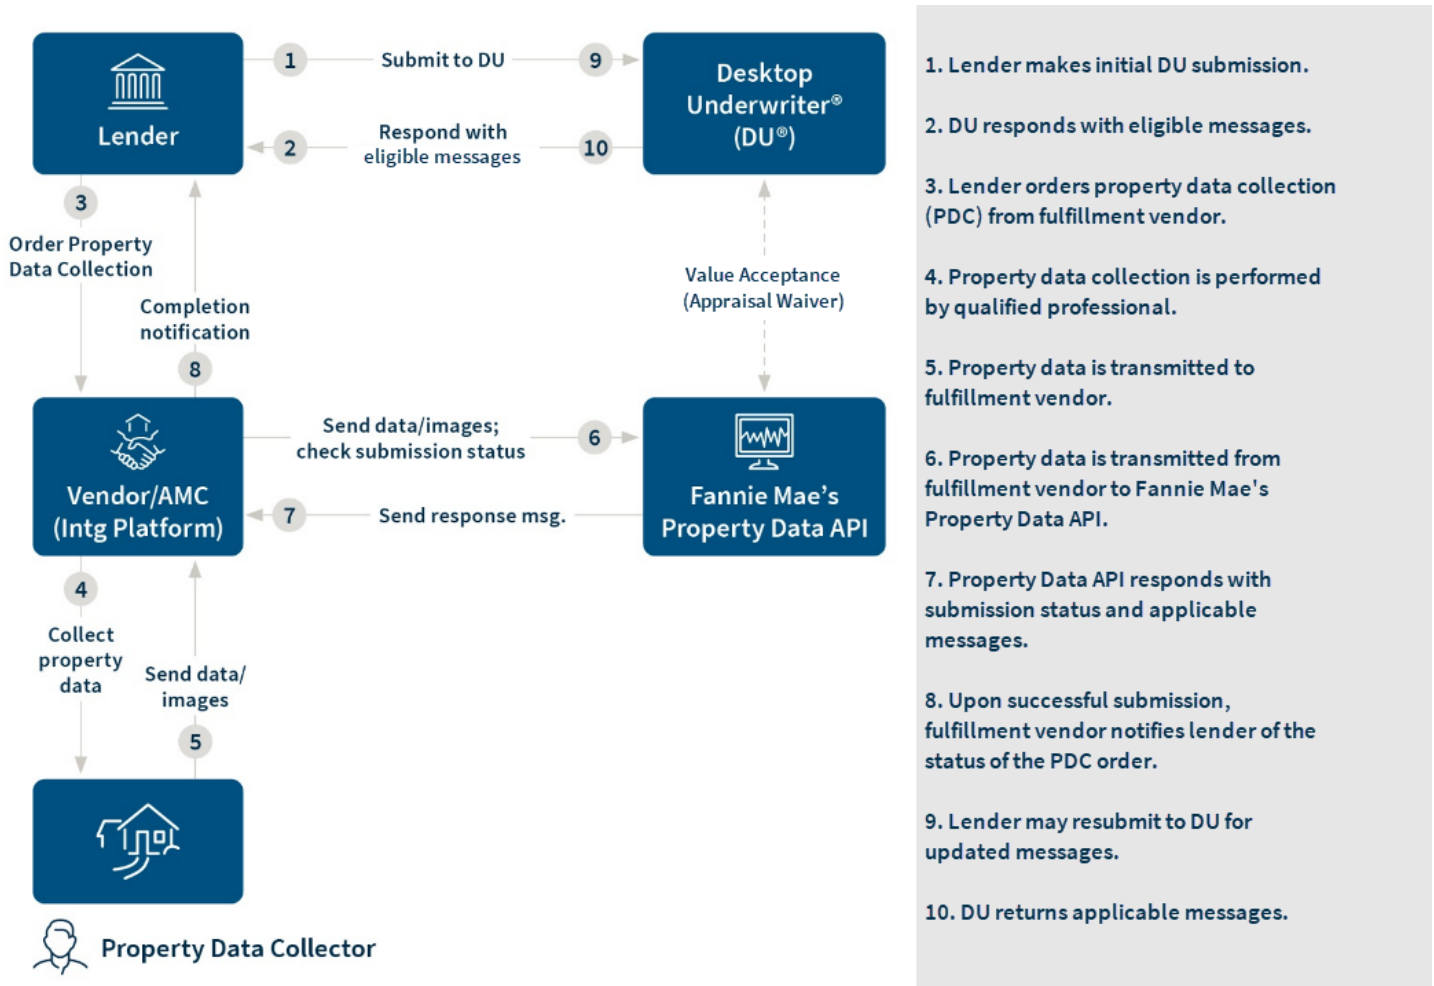 1
Submit to DU
9
Lender
Desktop
Underwriter®
(DU®)
2
Respond with
eligible messages
10
3
Order Property
Data Collection
Completion
notification
8
Value Acceptance
(Appraisal Waiver)
Vendor/AMC
(Intg Platform)
Send data/images;
check submission status
6
7
Send response msg.
Fannie Mae's
Property Data API
4
Collect
property
data
Send data/
images
5
Property Data Collector
1. Lender makes initial DU submission.
2. DU responds with eligible messages.
3. Lender orders property data collection
(PDC) from fulfillment vendor.
4. Property data collection is performed
by qualified professional.
5. Property data is transmitted to
fulfillment vendor.
6. Property data is transmitted from
fulfillment vendor to Fannie Mae's
Property Data API.
7. Property Data API responds with
submission status and applicable
messages.
8. Upon successful submission,
fulfillment vendor notifies lender of the
status of the PDC order.
9. Lender may resubmit to DU for
updated messages.
10. DU returns applicable messages.